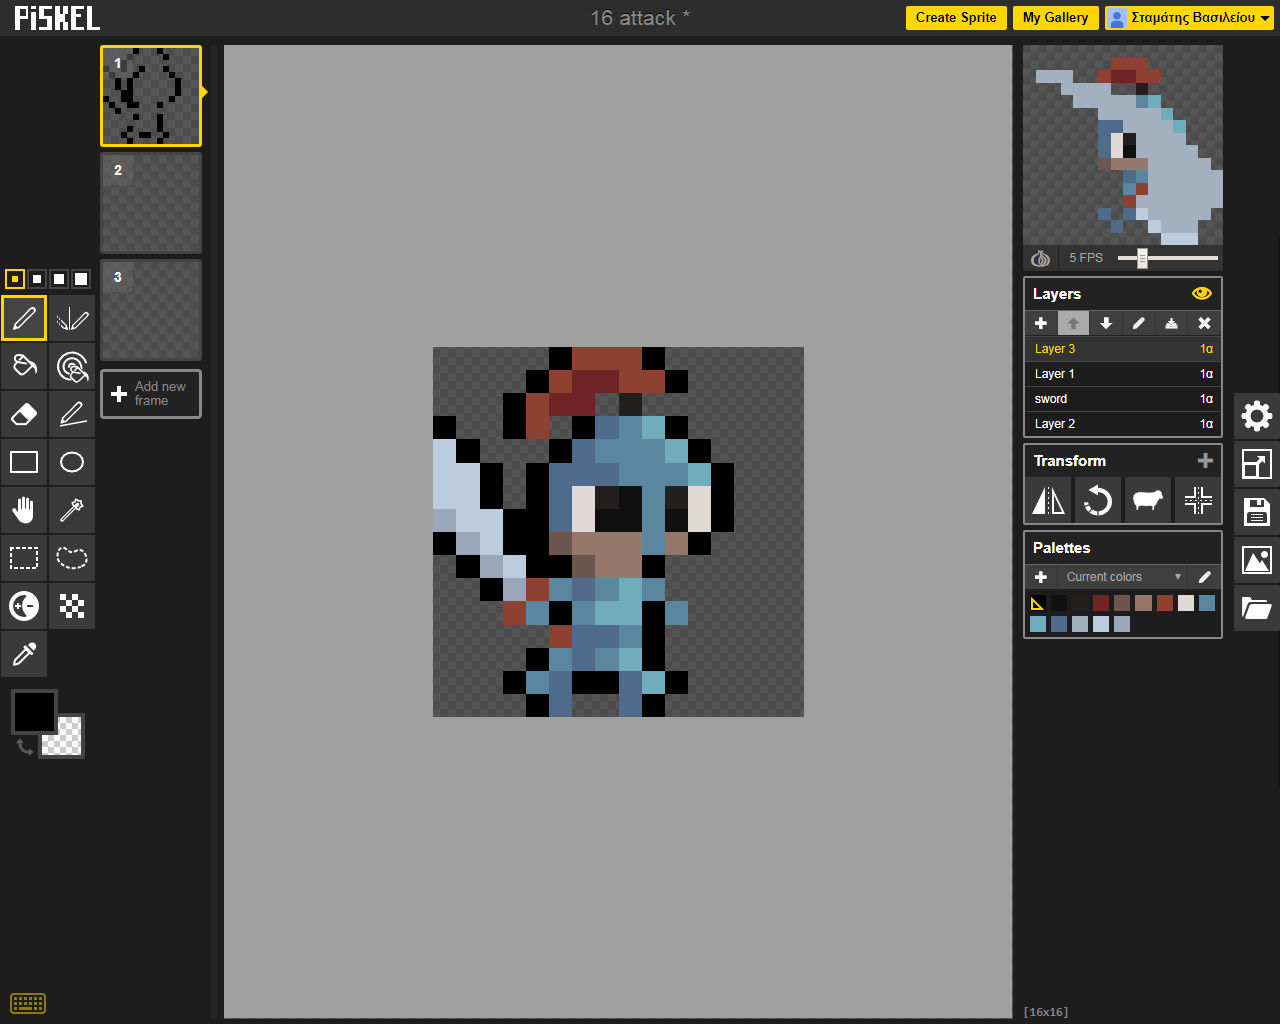 PiSKEL
16 attack *
Create Sprite
My Gallery
Σταμάτης Βασιλείου
1
2
3
Add new
frame
5 FPS
Layers
Layer 3 1α
Layer 1 1α
sword 1α
Layer 2 1α
Transform
Palettes
Current colors
[16x16]